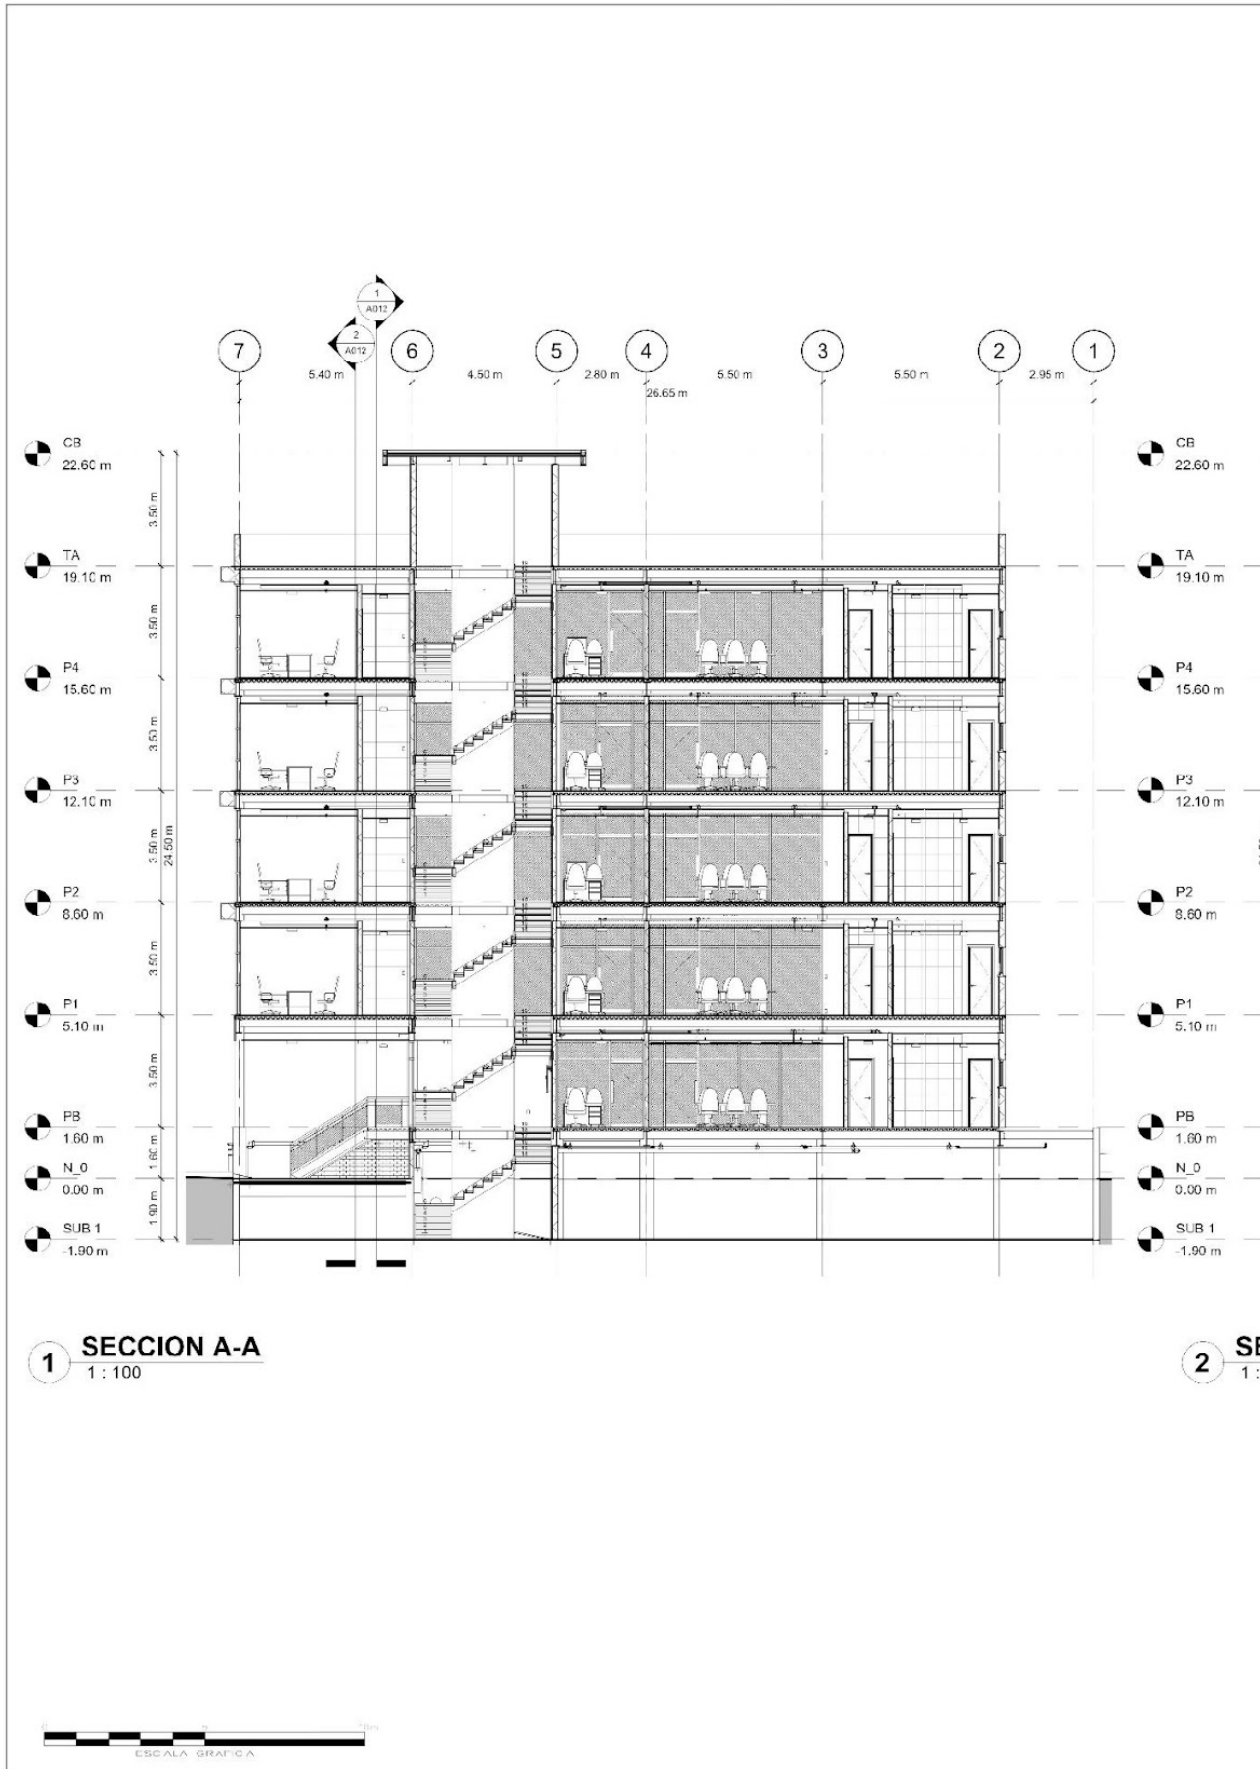 1
A012
2
A012
7 6 5 4 3 2 1
5.40 m 4.50 m 2.80 m 5.50 m 5.50 m 2.95 m
26.65 m
CB
22.60 m
TA
19.10 m
P4
15.60 m
P3
12.10 m
P2
8.60 m
P1
5.10 m
PB
1.60 m
N_0
0.00 m
SUB 1
-1.90 m
3.50 m
3.50 m
3.50 m
3.50 m
24.50 m
3.50 m
3.50 m
1.60 m
1.90 m
CB
22.60 m
TA
19.10 m
P4
15.60 m
P3
12.10 m
P2
8.60 m
P1
5.10 m
PB
1.60 m
N_0
0.00 m
SUB 1
-1.90 m
1 SECCION A-A
1 : 100
2 SE
1 :
ESCALA GRAFICA